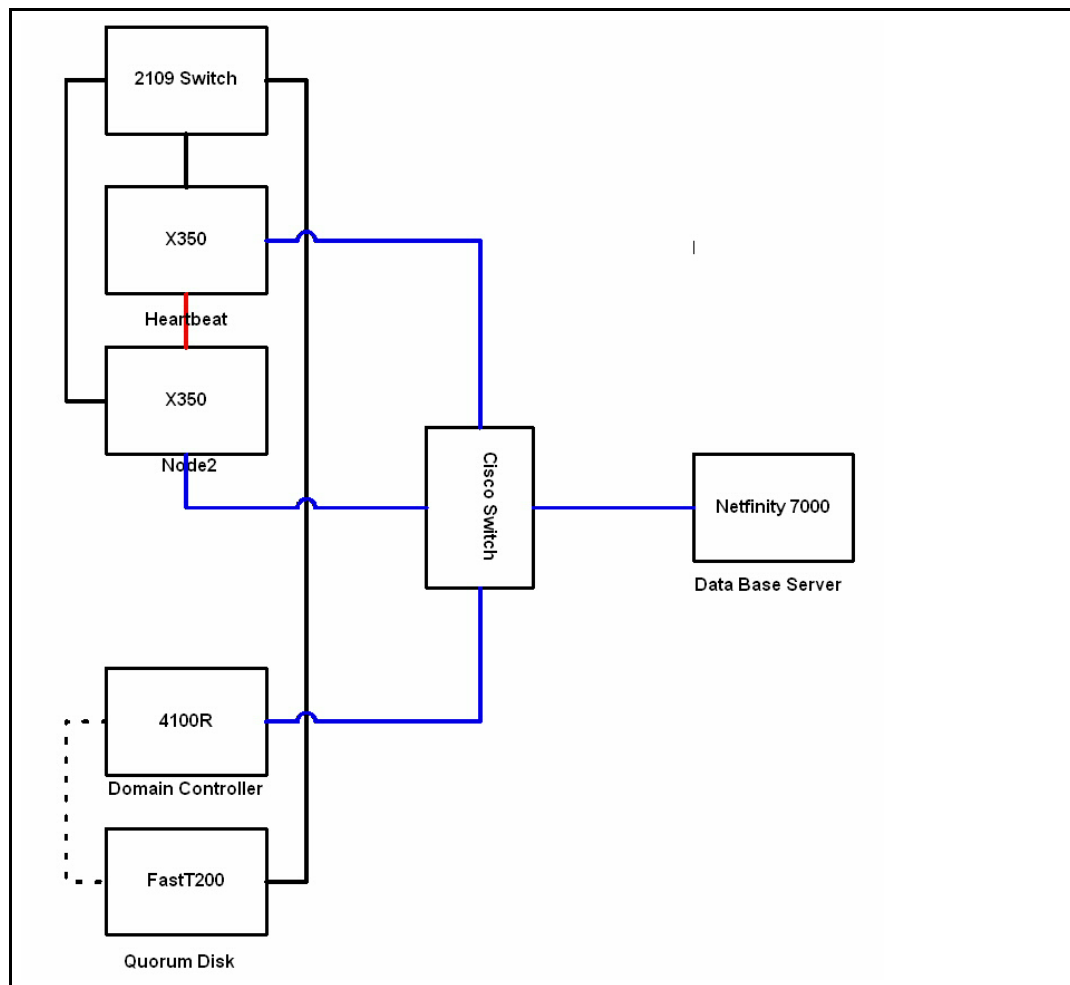 2109 Switch
X350
Heartbeat
X350
Node2
Cisco Switch
Netfinity 7000
Data Base Server
4100R
Domain Controller
FastT200
Quorum Disk